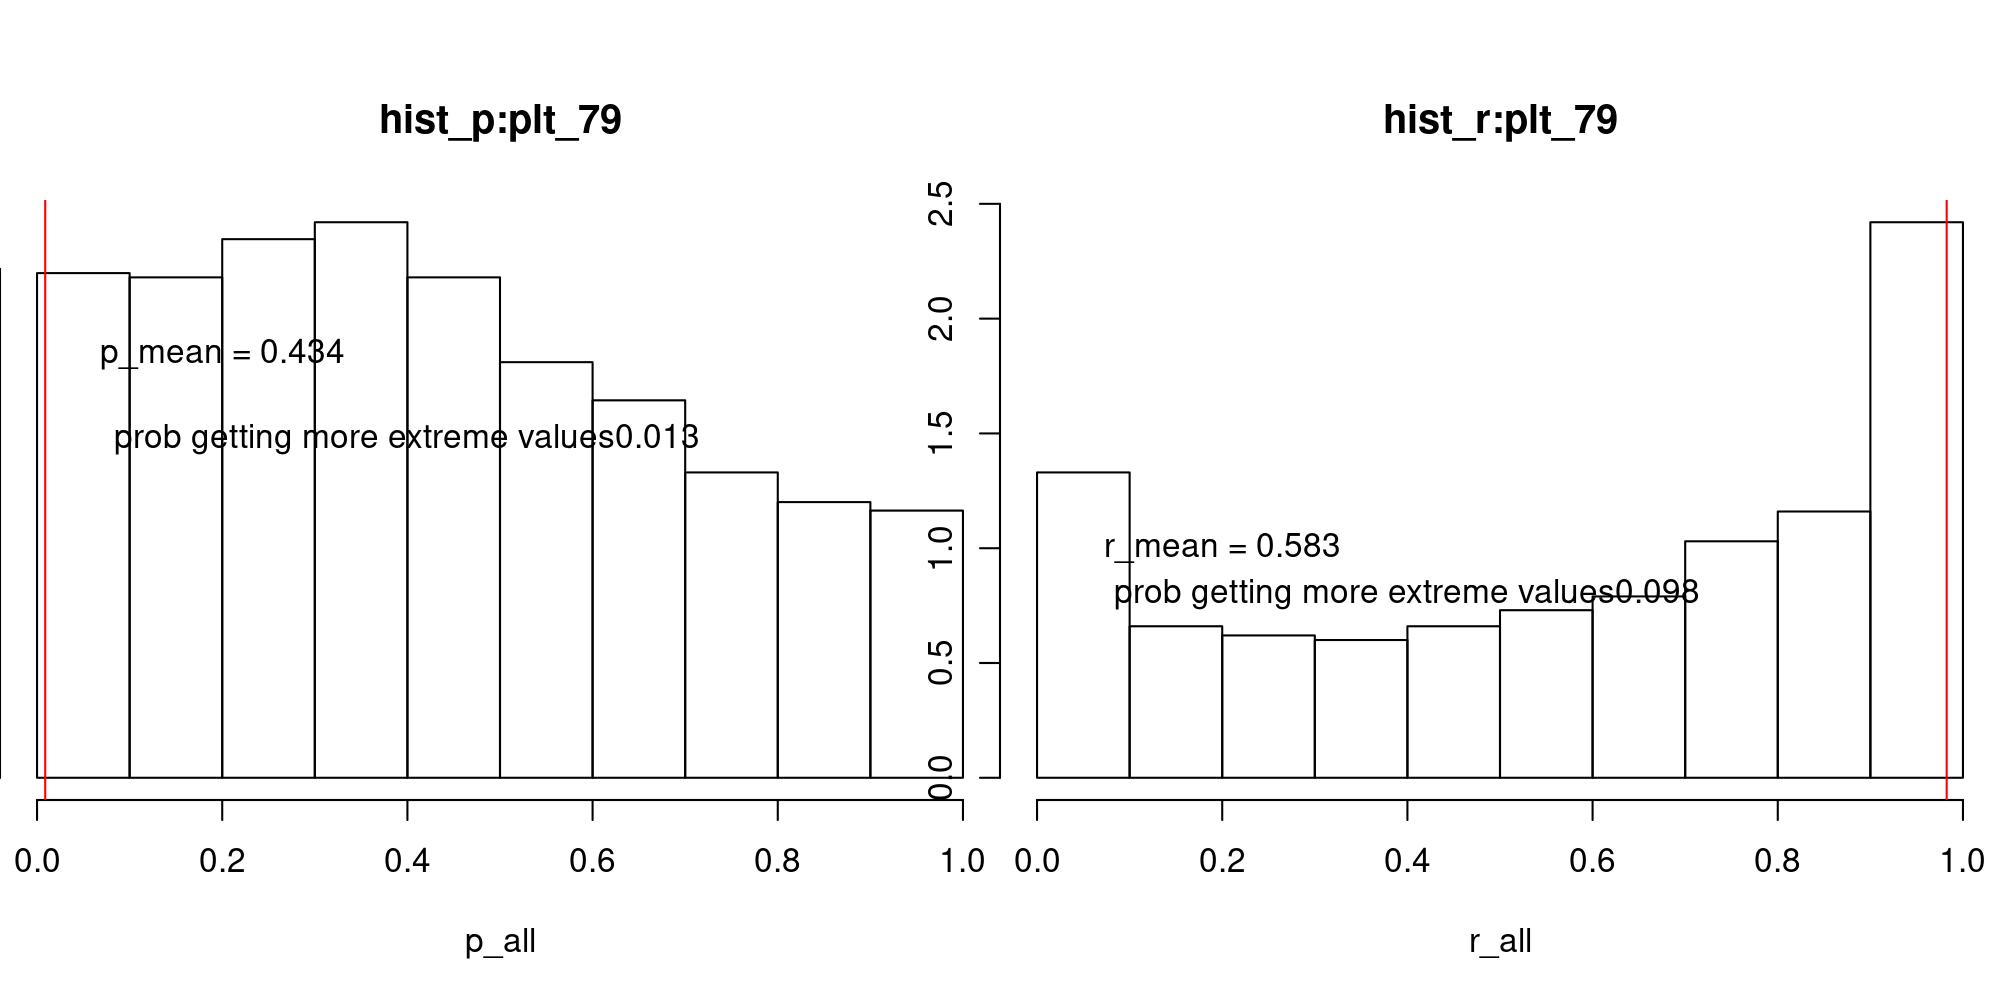 hist_p:plt_79
p_mean = 0.434
prob getting more extreme values0.013
0.0 0.2 0.4 0.6 0.8 1.0
p_all
hist_r:plt_79
2.5
2.0
1.5
1.0
0.5
0.0
r_mean = 0.583
prob getting more extreme values0.098
0.0 0.2 0.4 0.6 0.8 1.0
r_all